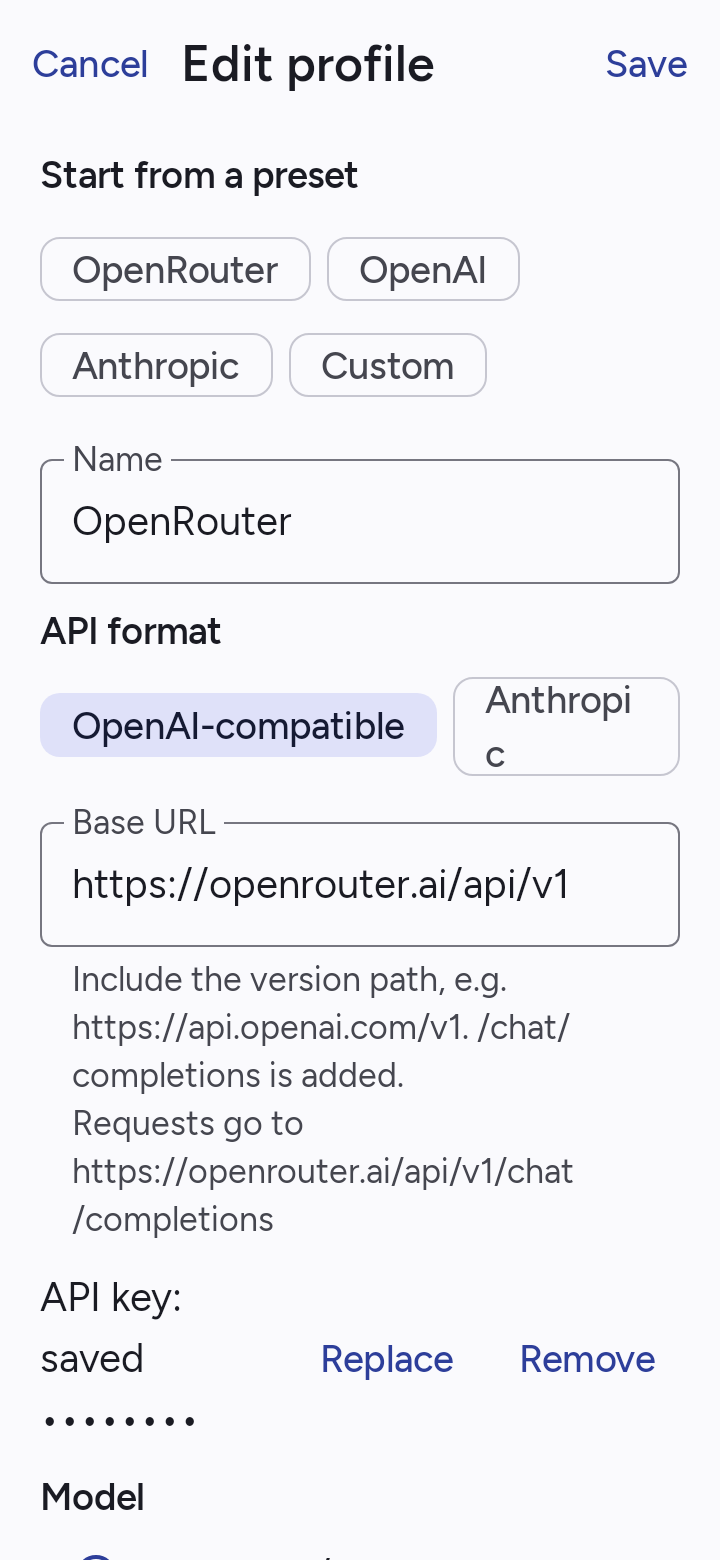 Cancel Edit profile Save
Start from a preset
OpenRouter OpenAI
Anthropic Custom
Name
OpenRouter
API format
OpenAI-compatible Anthropi
c
Base URL
https://openrouter.ai/api/v1
Include the version path, e.g.
https://api.openai.com/v1. /chat/
completions is added.
Requests go to
https://openrouter.ai/api/v1/chat
/completions
API key:
saved Replace Remove
••••••••
Model